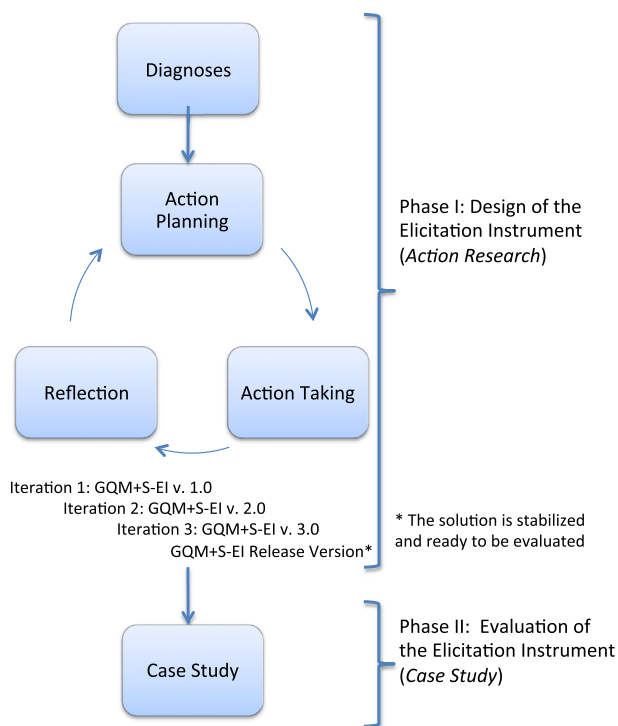 Diagnoses
Action
Planning
Phase I: Design of the
Elicitation Instrument
(Action Research)
Reflection
Action Taking
Iteration 1: GQM+S-EI v. 1.0
Iteration 2: GQM+S-EI v. 2.0
Iteration 3: GQM+S-EI v. 3.0
GQM+S-EI Release Version*
* The solution is stabilized
and ready to be evaluated
Case Study
Phase II:  Evaluation of
the Elicitation Instrument
(Case Study)